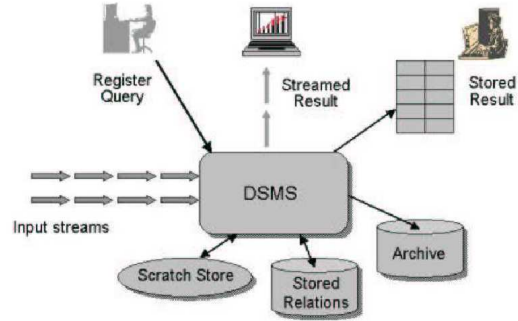 Register
Query
Streamed
Result
Stored
Result
DSMS
Input streams
Scratch Store
Stored
Relations
Archive